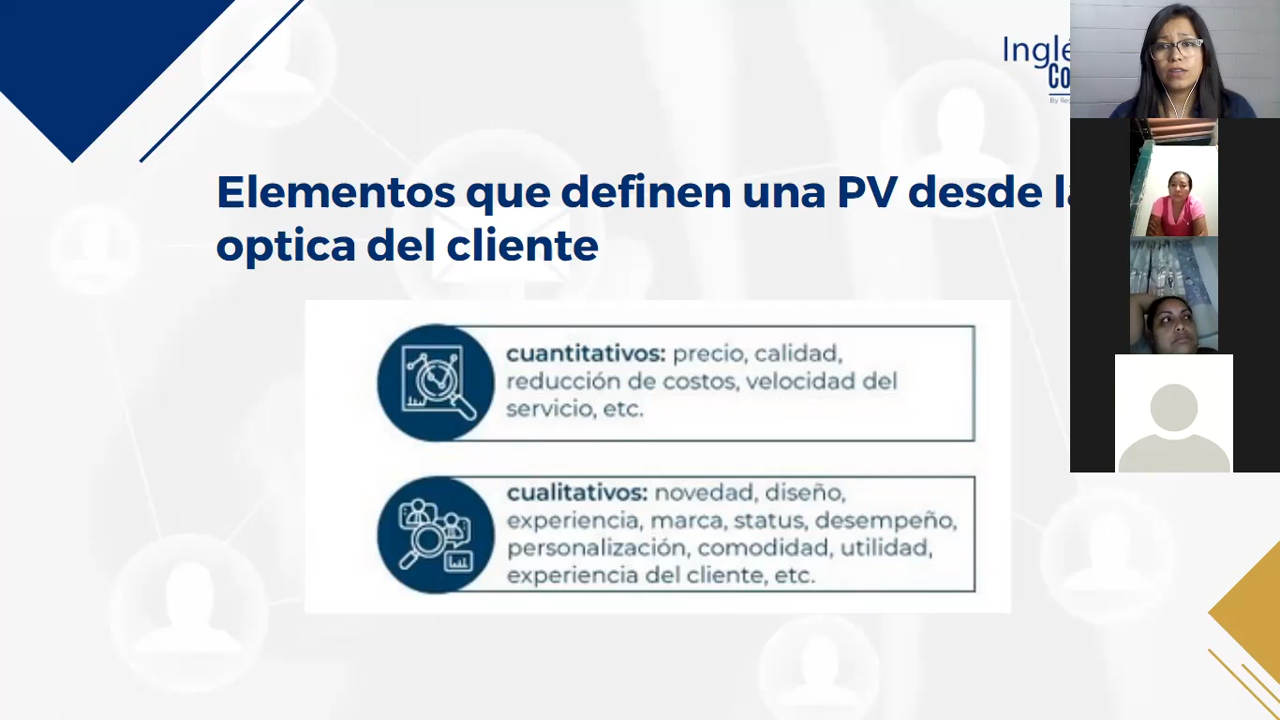 Elementos que definen una PV desde
optica del cliente
cuantitativos: precio, calidad,
reducción de costos, velocidad del
servicio, etc.
cualitativos: novedad, diseño,
experiencia, marca, status, desempeño,
personalización, comodidad, utilidad,
experiencia del cliente, etc.